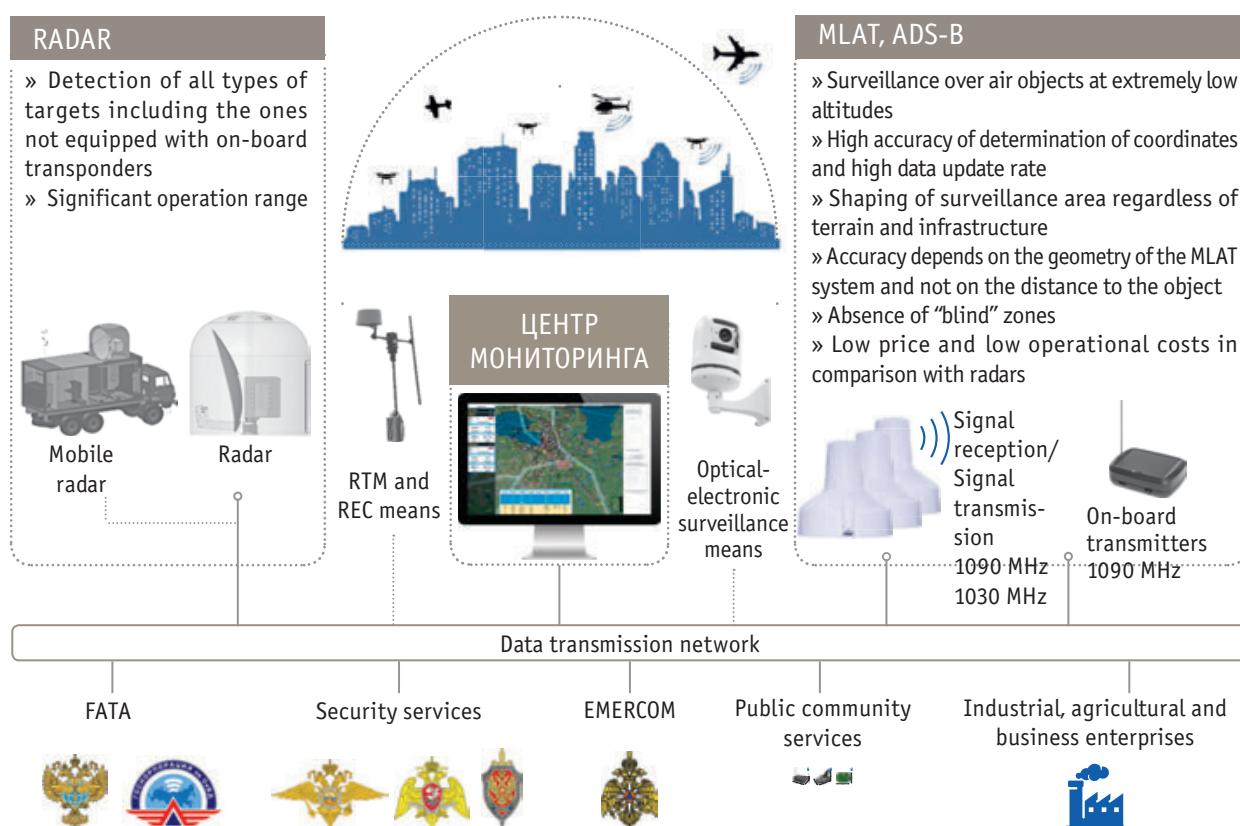 RADAR
» Detection of all types of
targets including the ones
not equipped with on-board
transponders
» Significant operation range
Mobile
radar
Radar
RTM and
REC means
ЦЕНТР
МОНИТОРИНГА
Optical-
electronic
surveillance
means
MLAT, ADS-B
» Surveillance over air objects at extremely low
altitudes
» High accuracy of determination of coordinates
and high data update rate
» Shaping of surveillance area regardless of
terrain and infrastructure
» Accuracy depends on the geometry of the MLAT
system and not on the distance to the object
» Absence of “blind” zones
» Low price and low operational costs in
comparison with radars
Signal
reception/
Signal
transmis-
sion
1090 MHz
1030 MHz
On-board
transmitters
1090 MHz
Data transmission network
FATA
Security services
EMERCOM
Public community
services
Industrial, agricultural and
business enterprises